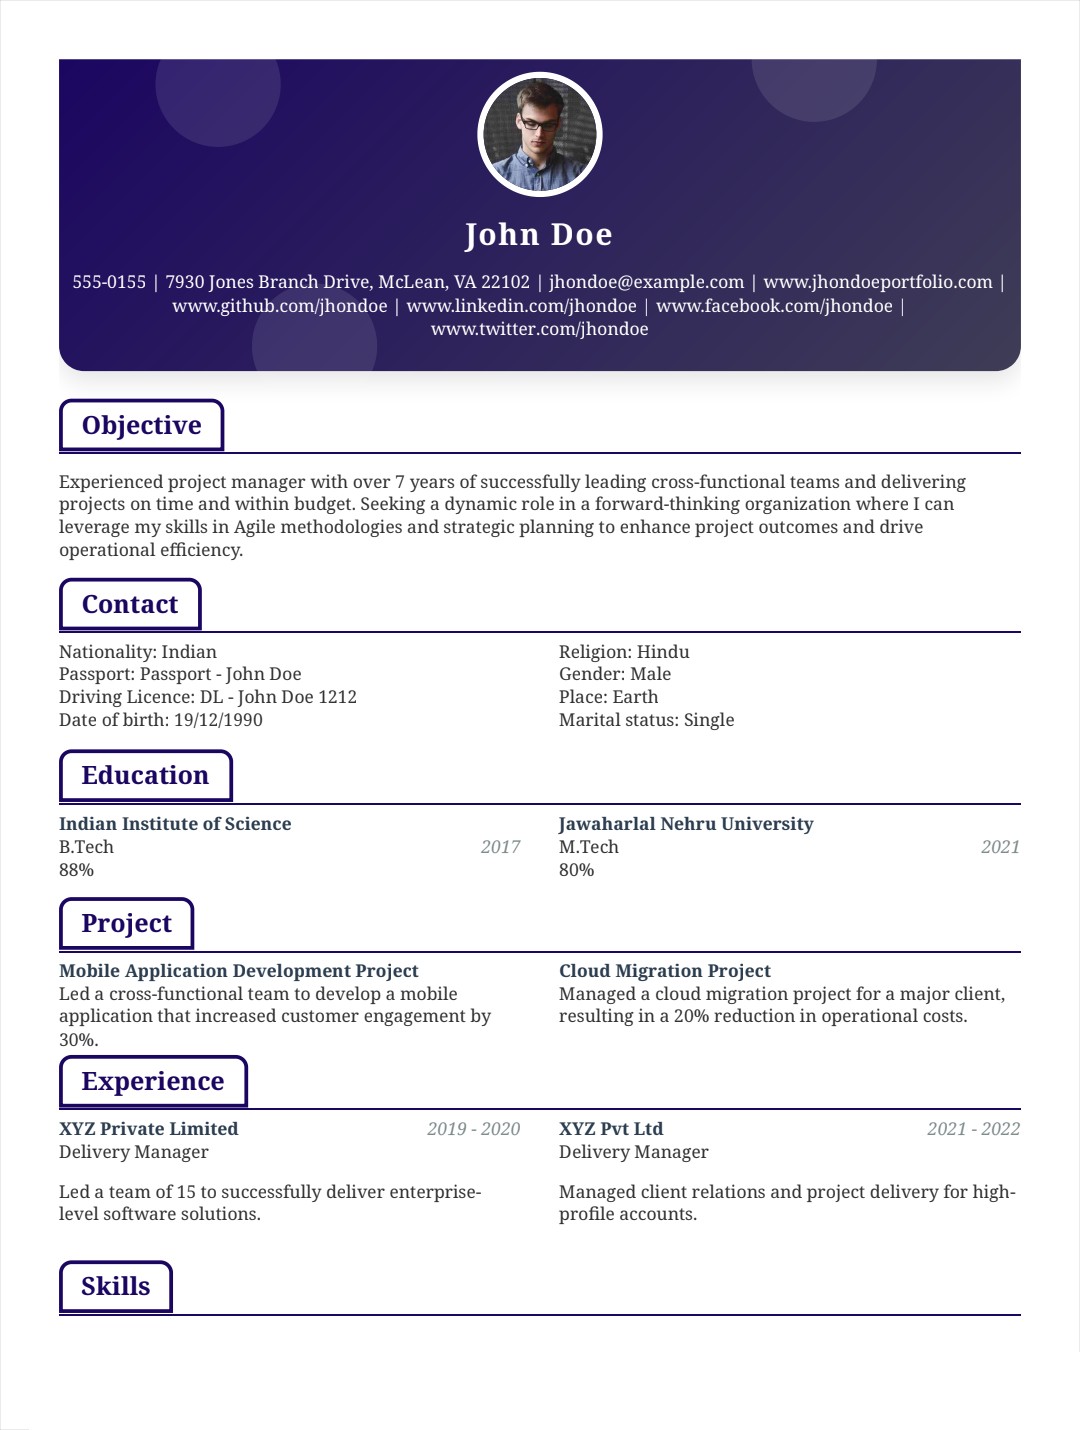 John Doe
555-0155 | 7930 Jones Branch Drive, McLean, VA 22102 | jhondoe@example.com | www.jhondoeportfolio.com |
www.github.com/jhondoe | www.linkedin.com/jhondoe | www.facebook.com/jhondoe |
www.twitter.com/jhondoe
Objective
Experienced project manager with over 7 years of successfully leading cross-functional teams and delivering
projects on time and within budget. Seeking a dynamic role in a forward-thinking organization where I can
leverage my skills in Agile methodologies and strategic planning to enhance project outcomes and drive
operational efficiency.
Contact
Nationality: Indian
Passport: Passport - John Doe
Driving Licence: DL - John Doe 1212
Date of birth: 19/12/1990
Religion: Hindu
Gender: Male
Place: Earth
Marital status: Single
Education
Indian Institute of Science
B.Tech 2017
88%
Jawaharlal Nehru University
M.Tech 2021
80%
Project
Mobile Application Development Project
Led a cross-functional team to develop a mobile
application that increased customer engagement by
30%.
Cloud Migration Project
Managed a cloud migration project for a major client,
resulting in a 20% reduction in operational costs.
Experience
XYZ Private Limited 2019 - 2020
Delivery Manager
Led a team of 15 to successfully deliver enterprise-
level software solutions.
XYZ Pvt Ltd 2021 - 2022
Delivery Manager
Managed client relations and project delivery for high-
profile accounts.
Skills